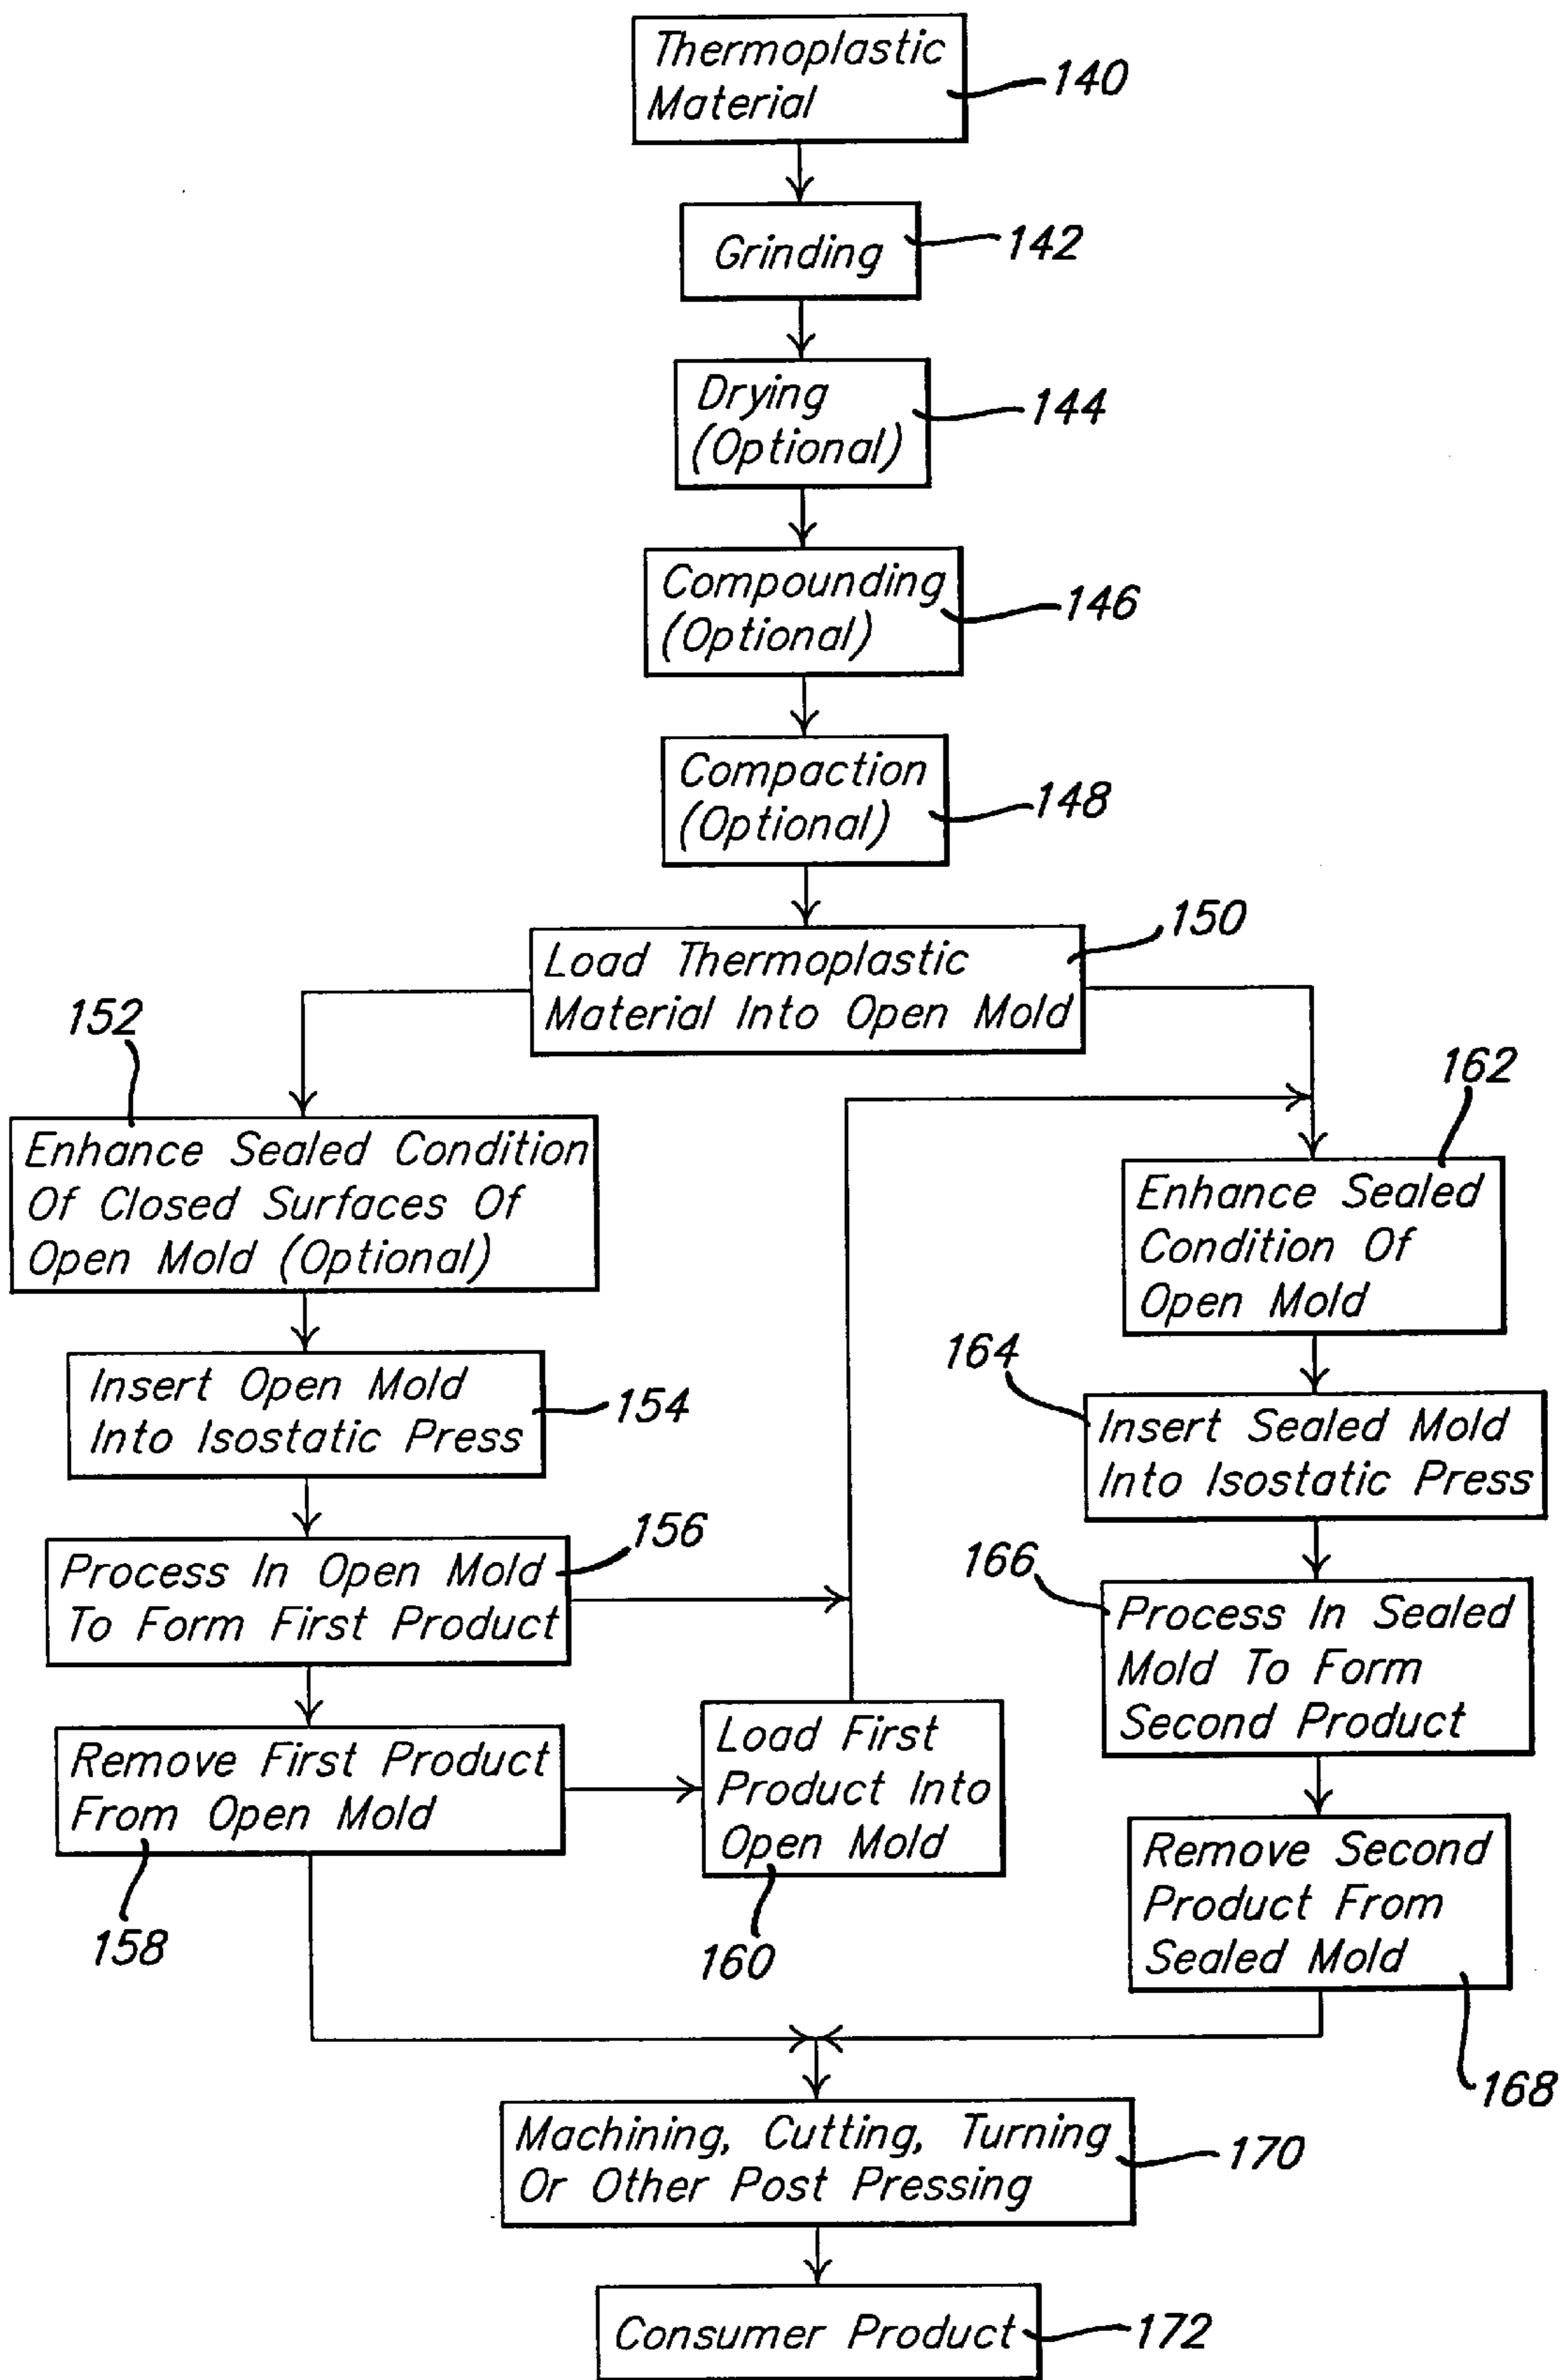 Thermoplastic
Material
140
Grinding
142
Drying
(Optional)
144
Compounding
(Optional)
146
Compaction
(Optional)
148
Load Thermoplastic
Material Into Open Mold
150
152
Enhance Sealed Condition
Of Closed Surfaces Of
Open Mold (Optional)
Insert Open Mold
Into Isostatic Press
154
Process In Open Mold
To Form First Product
156
Remove First Product
From Open Mold
158
Load First
Product Into
Open Mold
160
162
Enhance Sealed
Condition Of
Open Mold
164
Insert Sealed Mold
Into Isostatic Press
166
Process In Sealed
Mold To Form
Second Product
Remove Second
Product From
Sealed Mold
168
Machining, Cutting, Turning
Or Other Post Pressing
170
Consumer Product
172